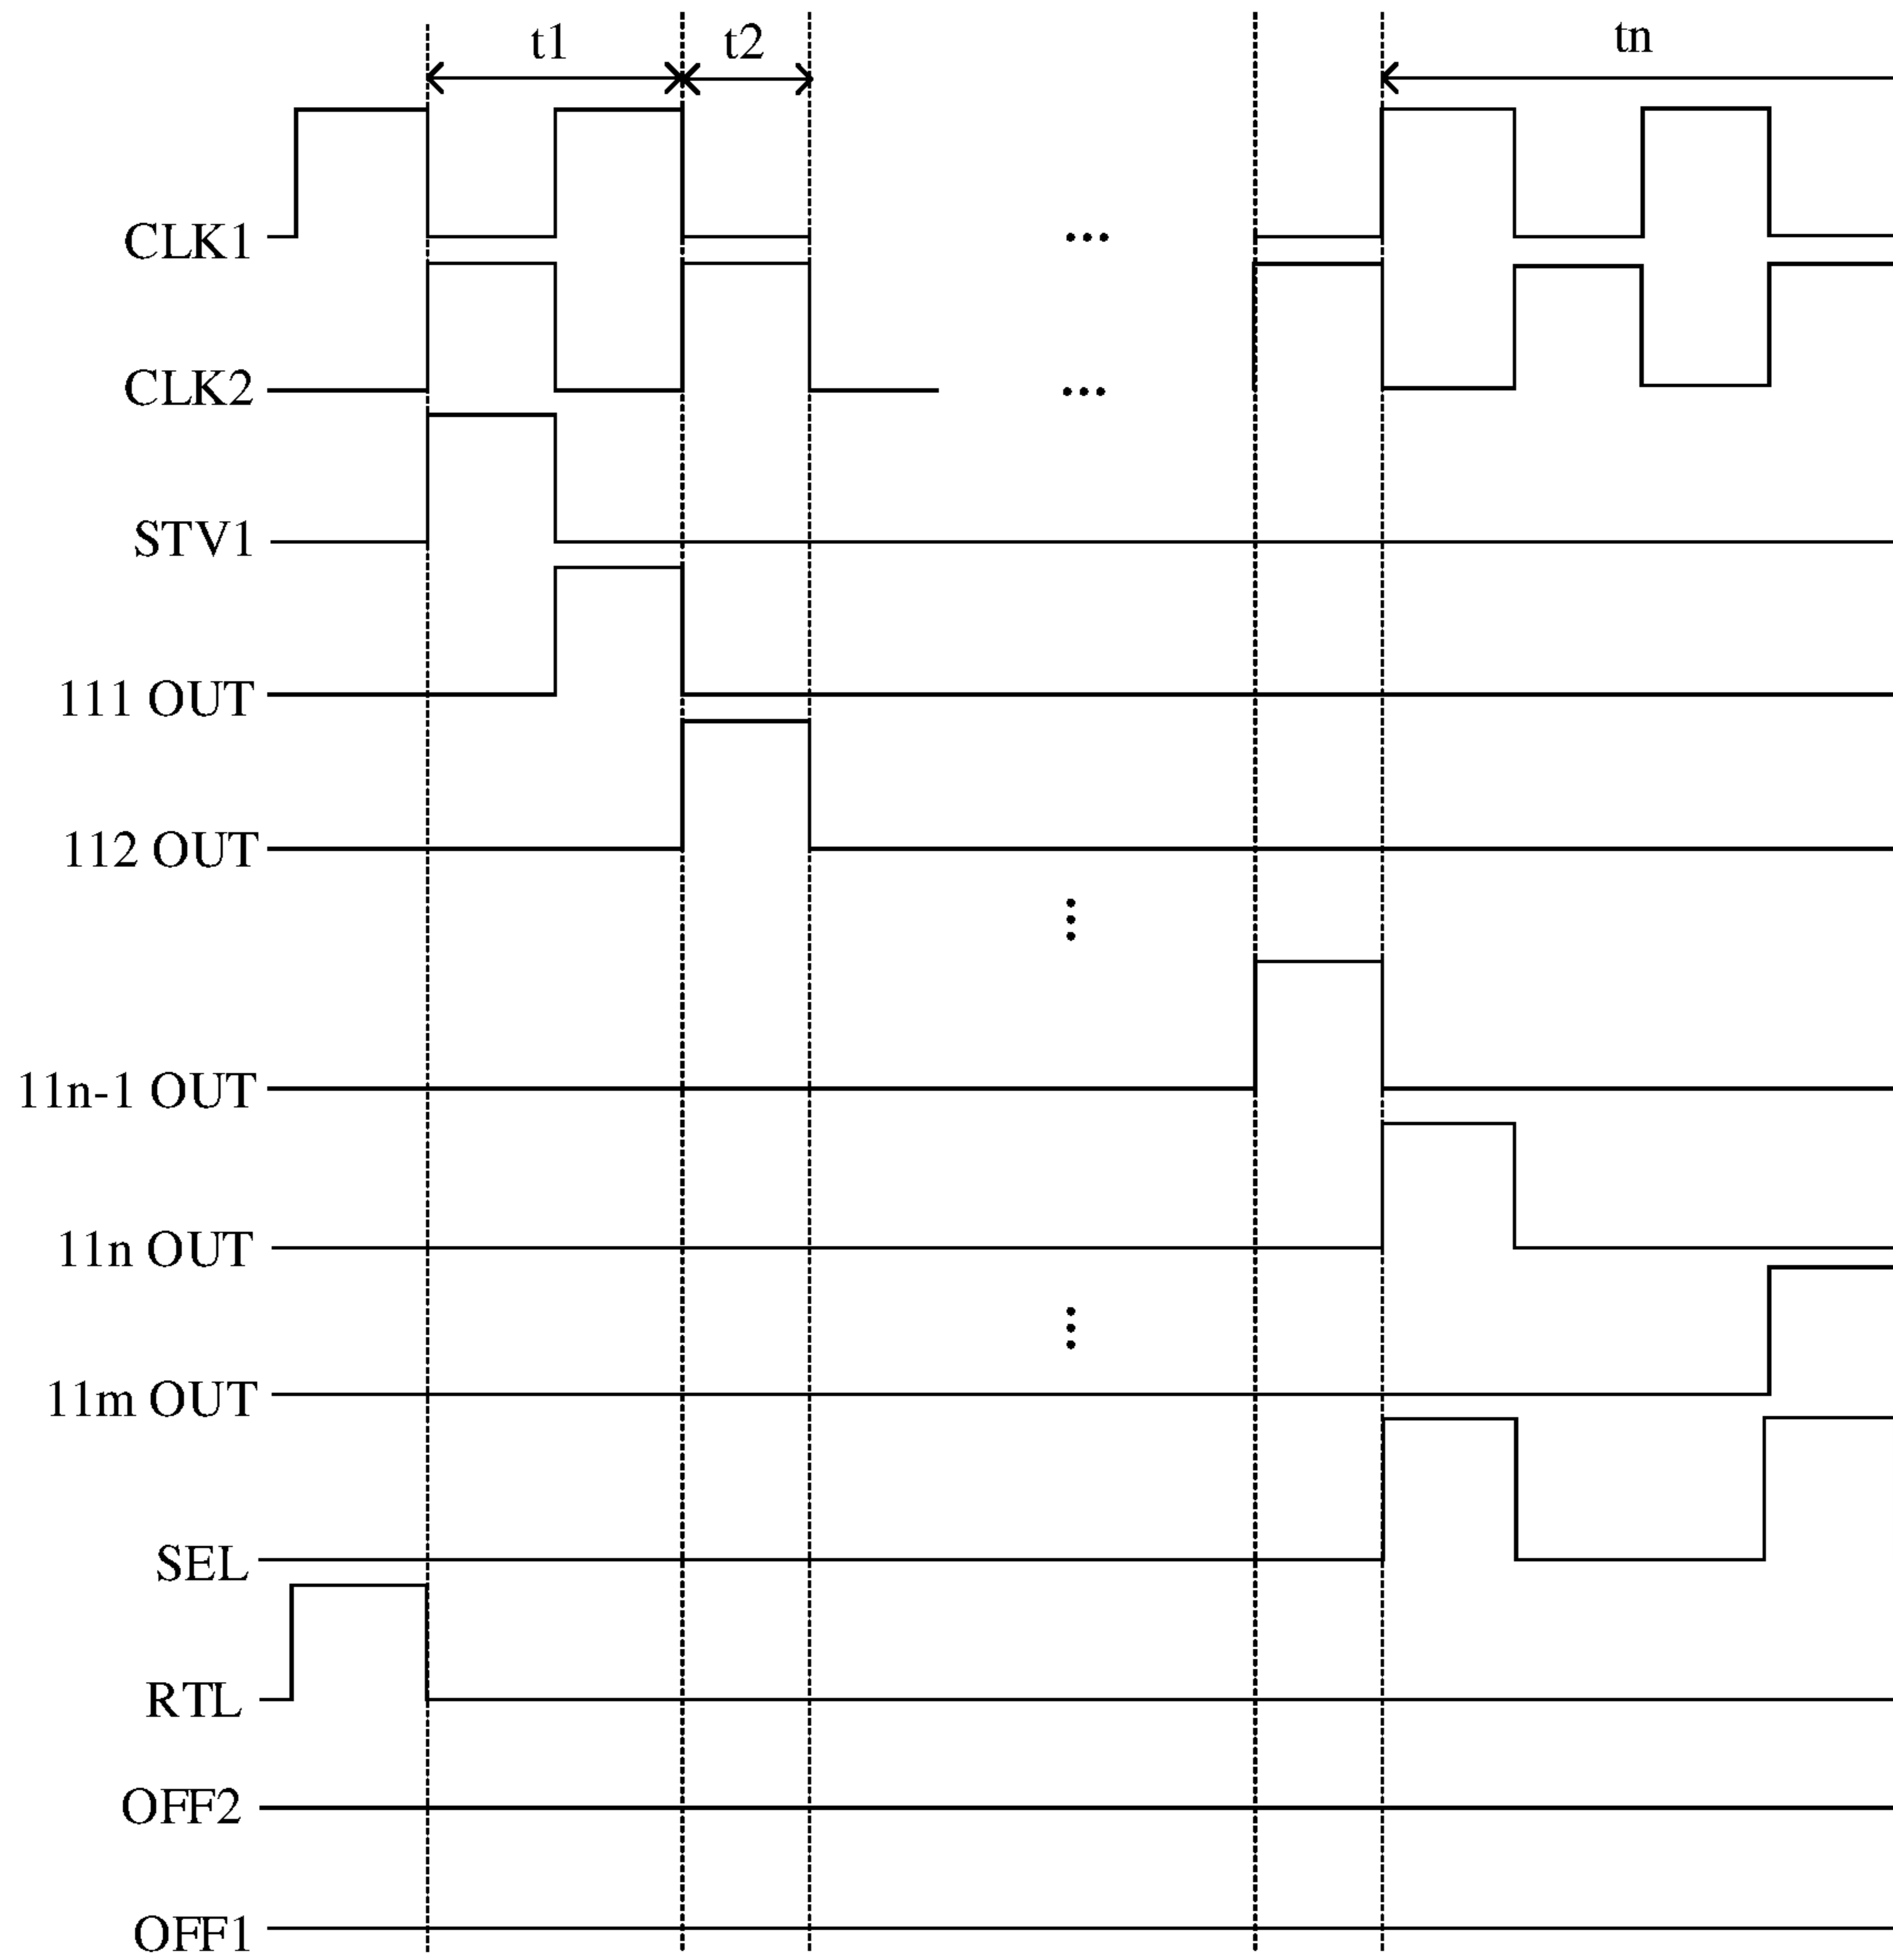 t1
t2
tn
CLK1
...
CLK2
...
STV1
111 OUT
112 OUT
11n-1 OUT
11n OUT
11m OUT
SEL
RTL
OFF2
OFF1